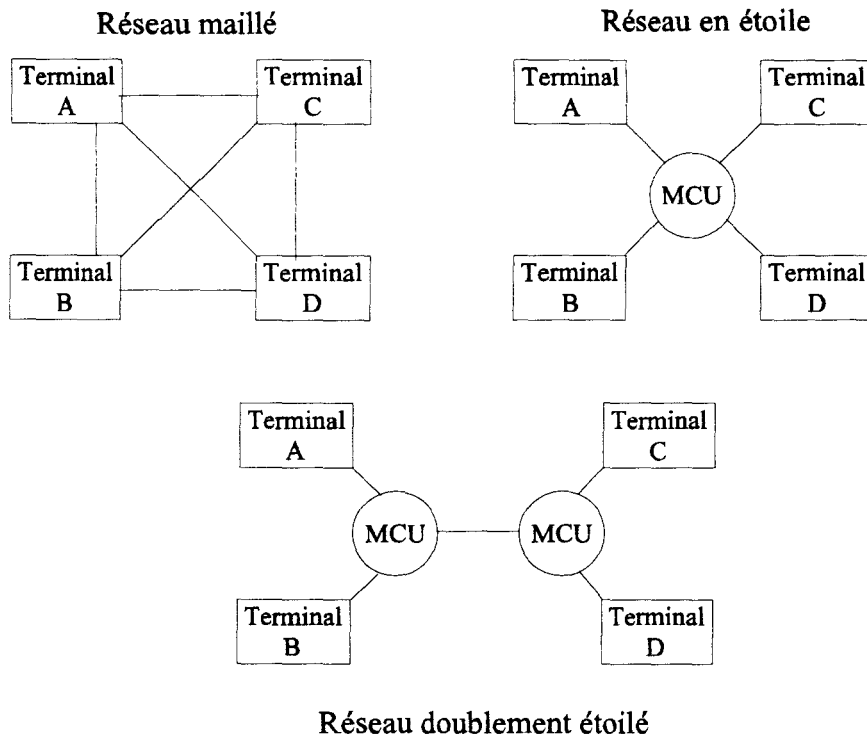 Réseau maillé
Terminal
A
Terminal
C
Terminal
B
Terminal
D
Réseau en étoile
Terminal
A
Terminal
C
MCU
Terminal
B
Terminal
D
Terminal
A
Terminal
C
MCU
MCU
Terminal
B
Terminal
D
Réseau doublement étoilé